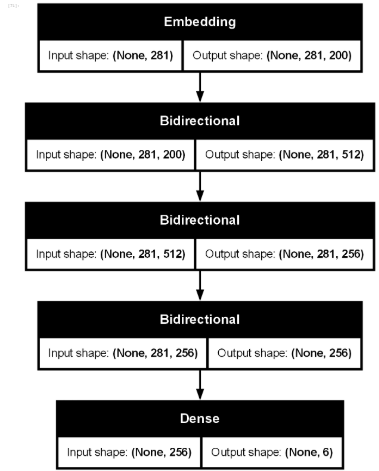 Embedding
Input shape: (None, 281) Output shape: (None, 281, 200)
Bidirectional
Input shape: (None, 281, 200) Output shape: (None, 281, 512)
Bidirectional
Input shape: (None, 281, 512) Output shape: (None, 281, 256)
Bidirectional
Input shape: (None, 281, 256) Output shape: (None, 256)
Dense
Input shape: (None, 256) Output shape: (None, 6)